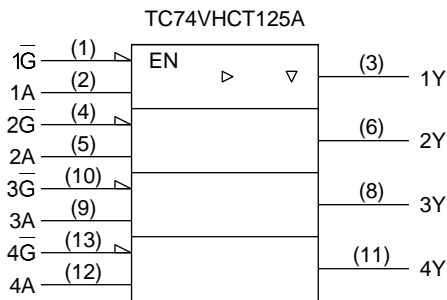 TC74VHCT125A
1G̅ (1) EN (3) 1Y
1A (2)
2G̅ (4) (6) 2Y
2A (5)
3G̅ (10) (8) 3Y
3A (9)
4G̅ (13) (11) 4Y
4A (12)